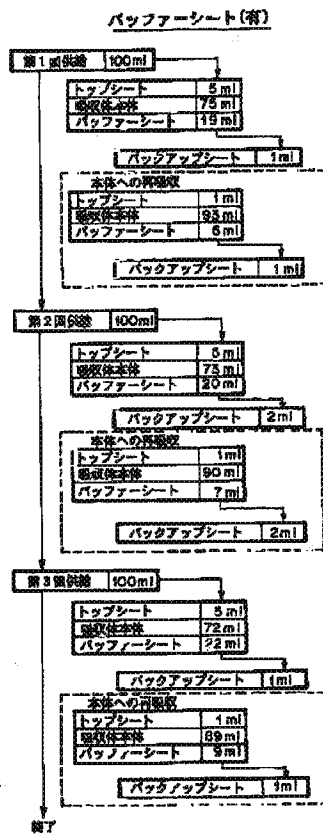 バッファーシート(有)
第1回供給 100ml
トップシート 5ml
吸収体本体 75ml
バッファーシート 19ml
バックアップシート 1ml
本体への再吸収
トップシート 1ml
吸収体本体 93ml
バッファーシート 6ml
バックアップシート 1ml
第2回供給 100ml
トップシート 5ml
吸収体本体 73ml
バッファーシート 20ml
バックアップシート 2ml
本体への再吸収
トップシート 1ml
吸収体本体 90ml
バッファーシート 7ml
バックアップシート 2ml
第3回供給 100ml
トップシート 5ml
吸収体本体 72ml
バッファーシート 22ml
バックアップシート 1ml
本体への再吸収
トップシート 1ml
吸収体本体 89ml
バッファーシート 9ml
バックアップシート 1ml
終了